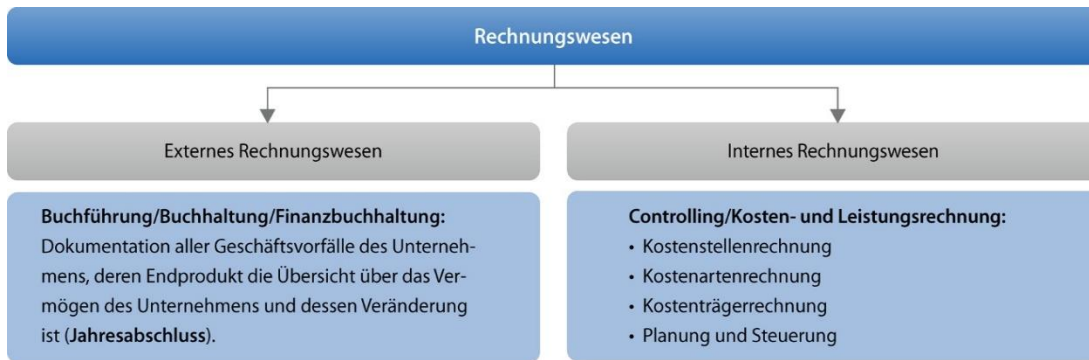 Rechnungswesen
Externes Rechnungswesen
Buchführung/Buchhaltung/Finanzbuchhaltung:
Dokumentation aller Geschäftsvorfälle des Unterneh-
mens, deren Endprodukt die Übersicht über das Ver-
mögen des Unternehmens und dessen Veränderung
ist (Jahresabschluss).
Internes Rechnungswesen
Controlling/Kosten- und Leistungsrechnung:
• Kostenstellenrechnung
• Kostenartenrechnung
• Kostenträgerrechnung
• Planung und Steuerung